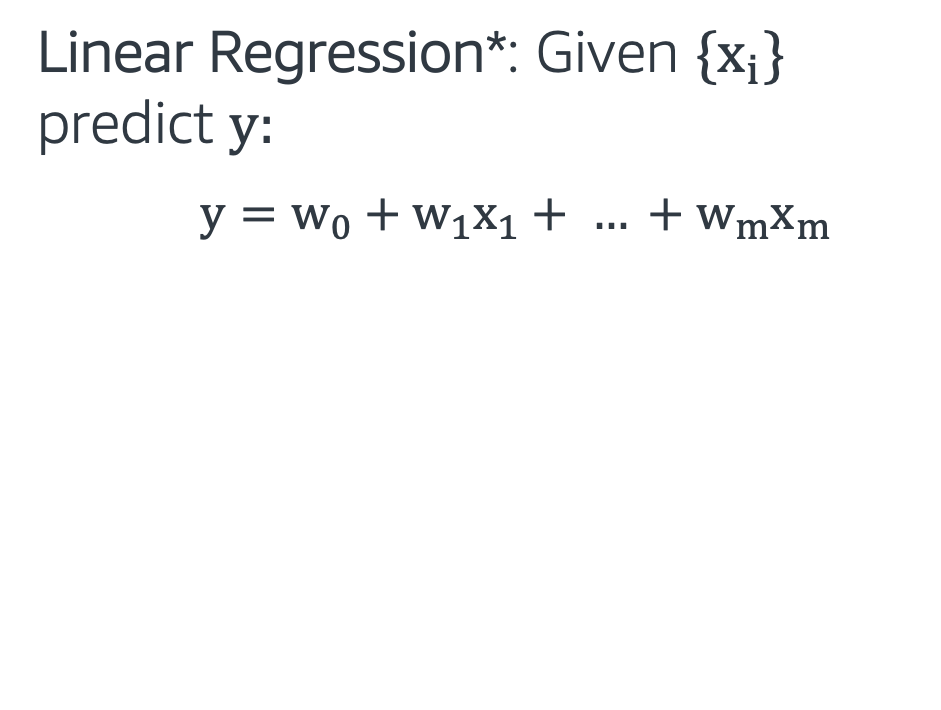 Linear Regression*: Given {xᵢ}
predict y:
y = w₀ + w₁x₁ + ... + wₘxₘ